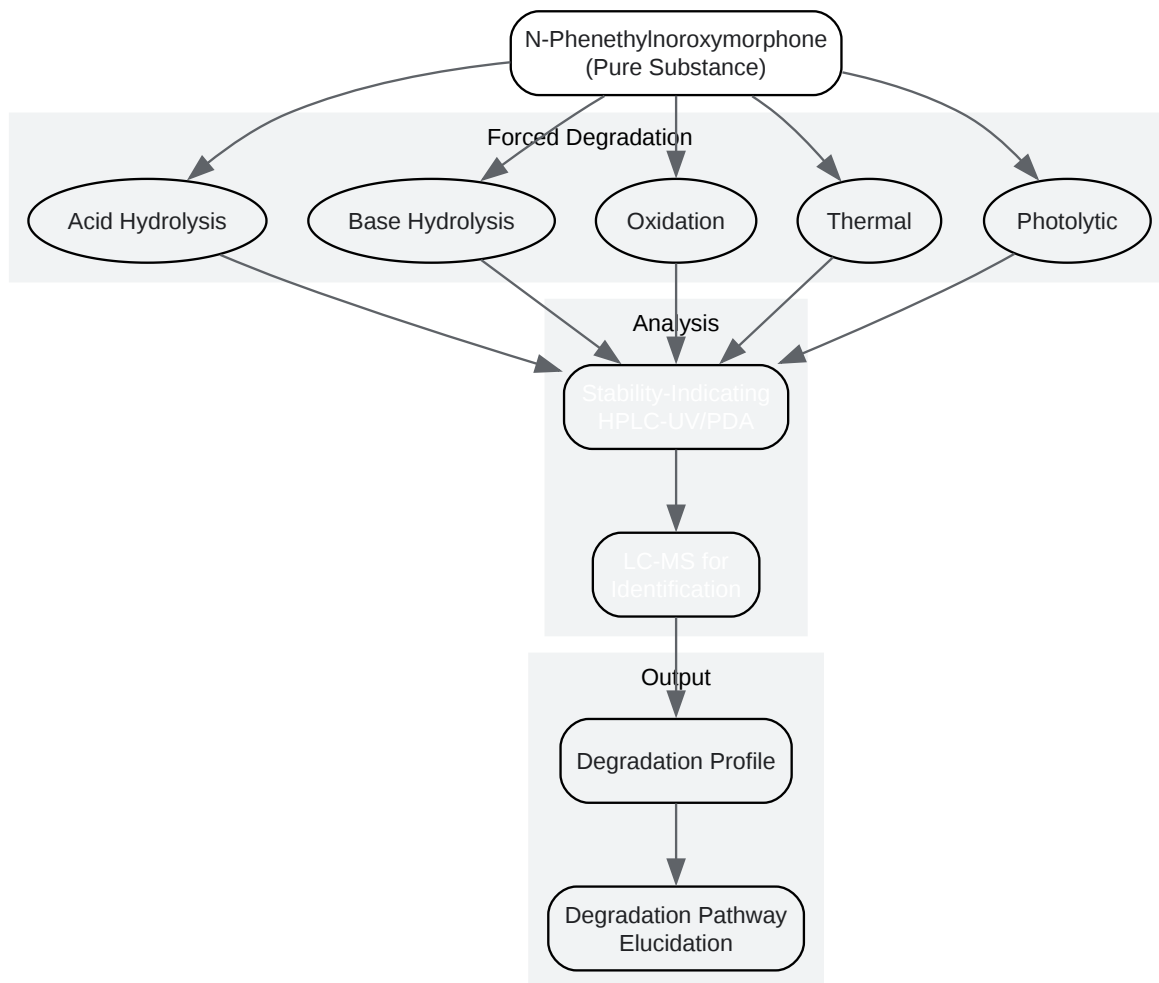 N-Phenethylnoroxymorphone
(Pure Substance)
Forced Degradation
Acid Hydrolysis
Base Hydrolysis
Oxidation
Thermal
Photolytic
Analysis
Stability-Indicating
HPLC-UV/PDA
LC-MS for
Identification
Output
Degradation Profile
Degradation Pathway
Elucidation